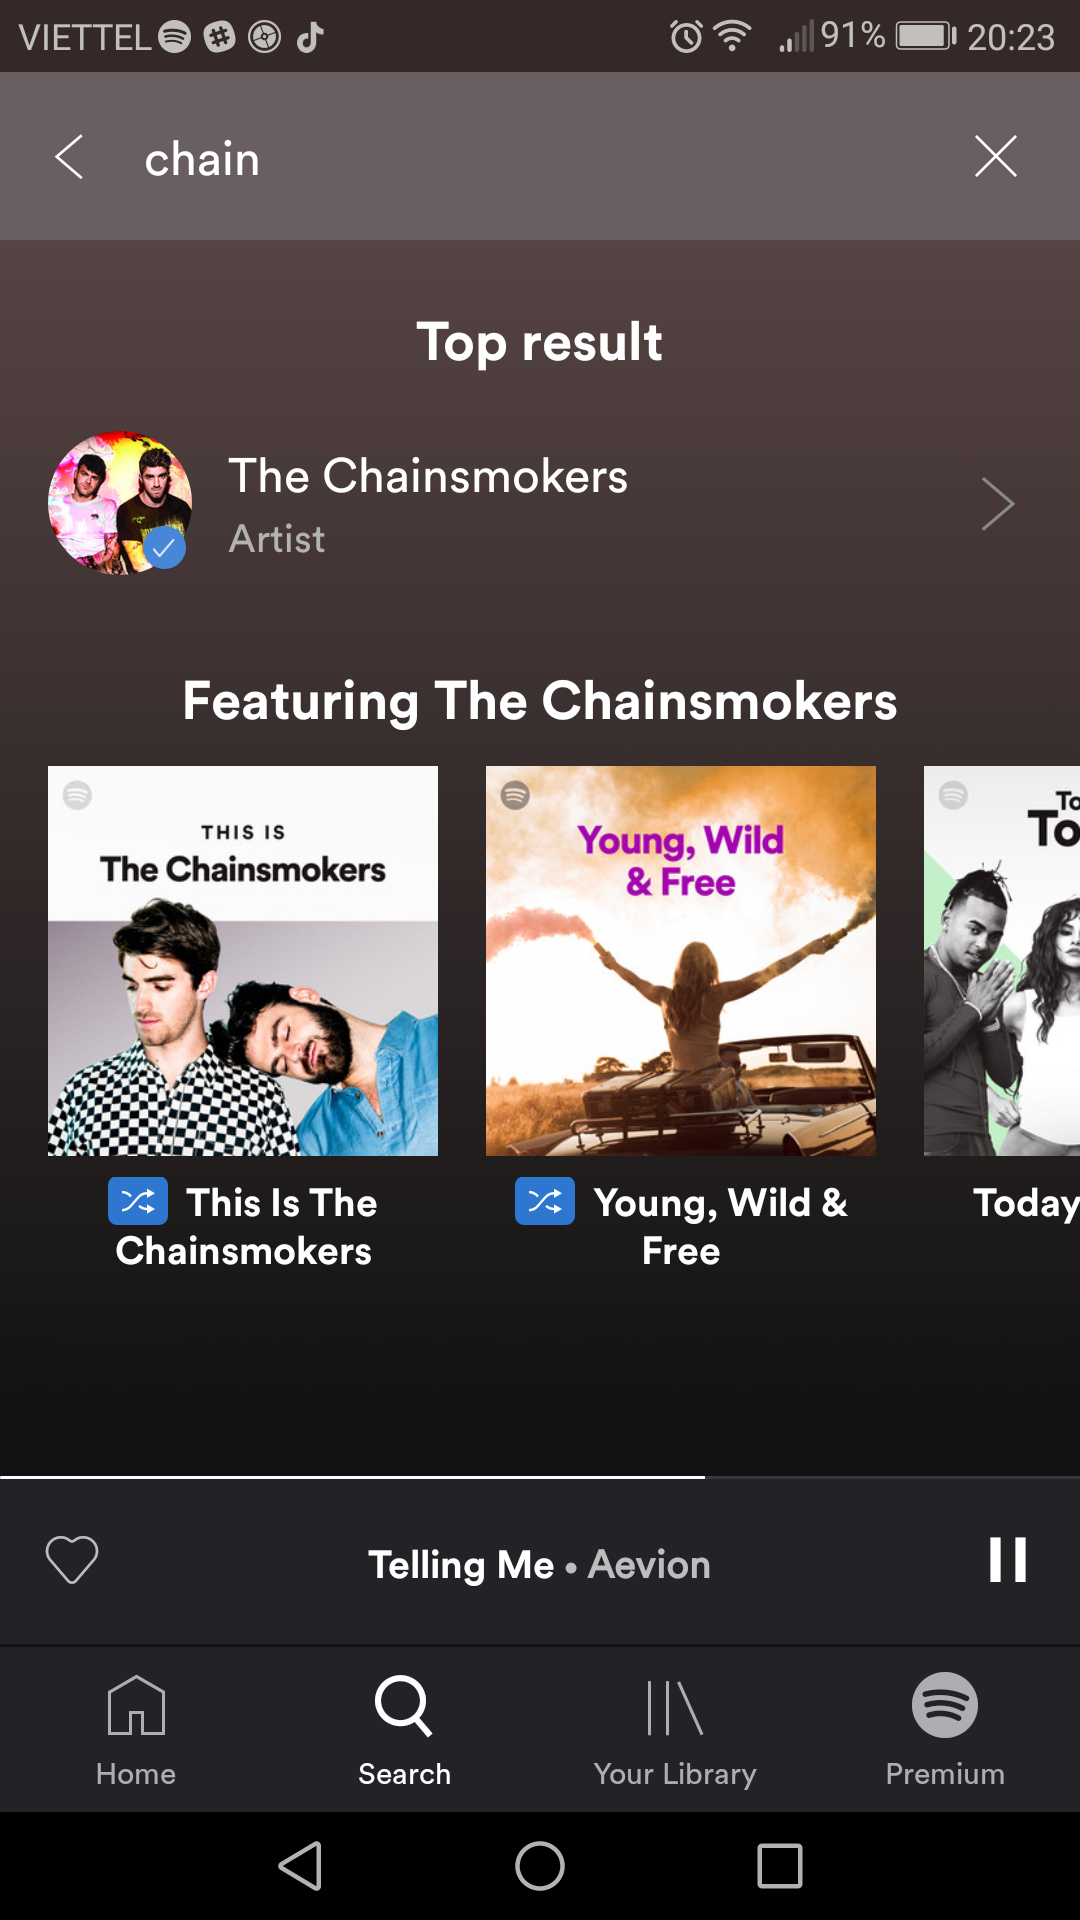 VIETTEL 91% 20:23
chain
Top result
The Chainsmokers
Artist
Featuring The Chainsmokers
THIS IS
The Chainsmokers
Young, Wild
& Free
To
To
This Is The
Chainsmokers
Young, Wild &
Free
Today
Telling Me • Aevion
Home
Search
Your Library
Premium